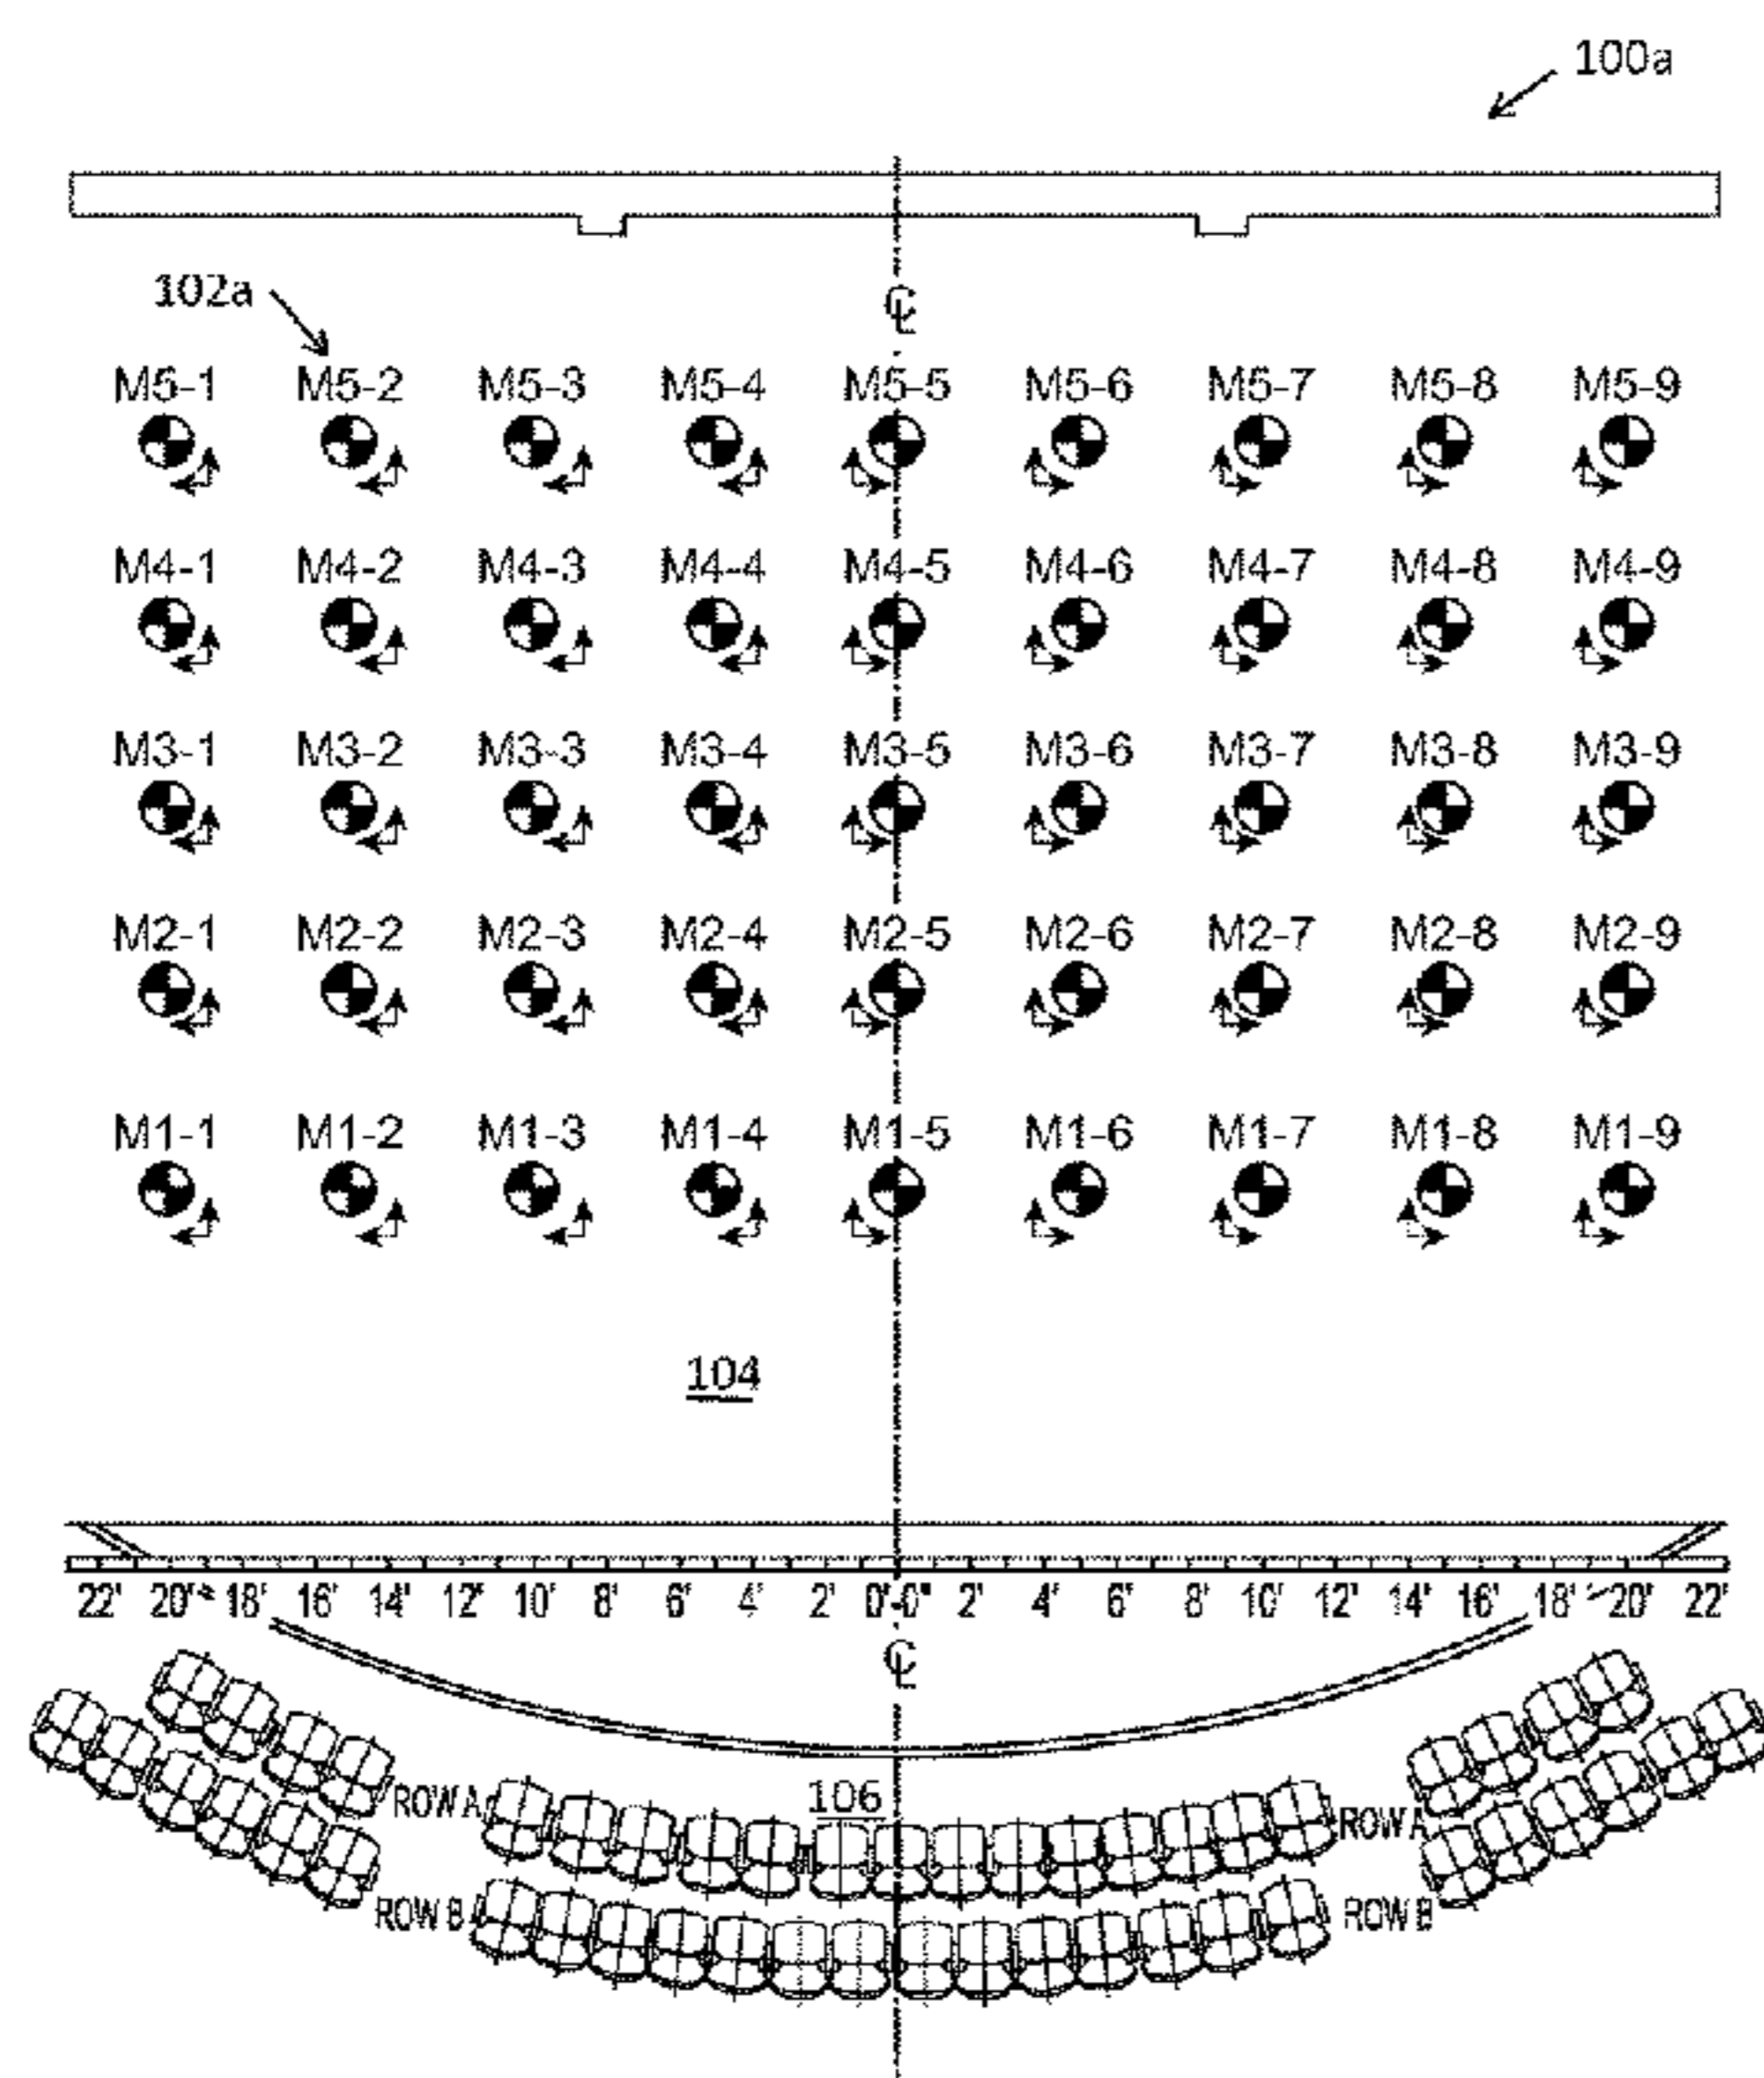 100a
102a
℄
M5-1 M5-2 M5-3 M5-4 M5-5 M5-6 M5-7 M5-8 M5-9
M4-1 M4-2 M4-3 M4-4 M4-5 M4-6 M4-7 M4-8 M4-9
M3-1 M3-2 M3-3 M3-4 M3-5 M3-6 M3-7 M3-8 M3-9
M2-1 M2-2 M2-3 M2-4 M2-5 M2-6 M2-7 M2-8 M2-9
M1-1 M1-2 M1-3 M1-4 M1-5 M1-6 M1-7 M1-8 M1-9
104
22' 20' 18' 16' 14' 12' 10' 8' 6' 4' 2' 0'-0" 2' 4' 6' 8' 10' 12' 14' 16' 18' 20' 22'
℄
ROW A 106 ROW A
ROW B ROW B